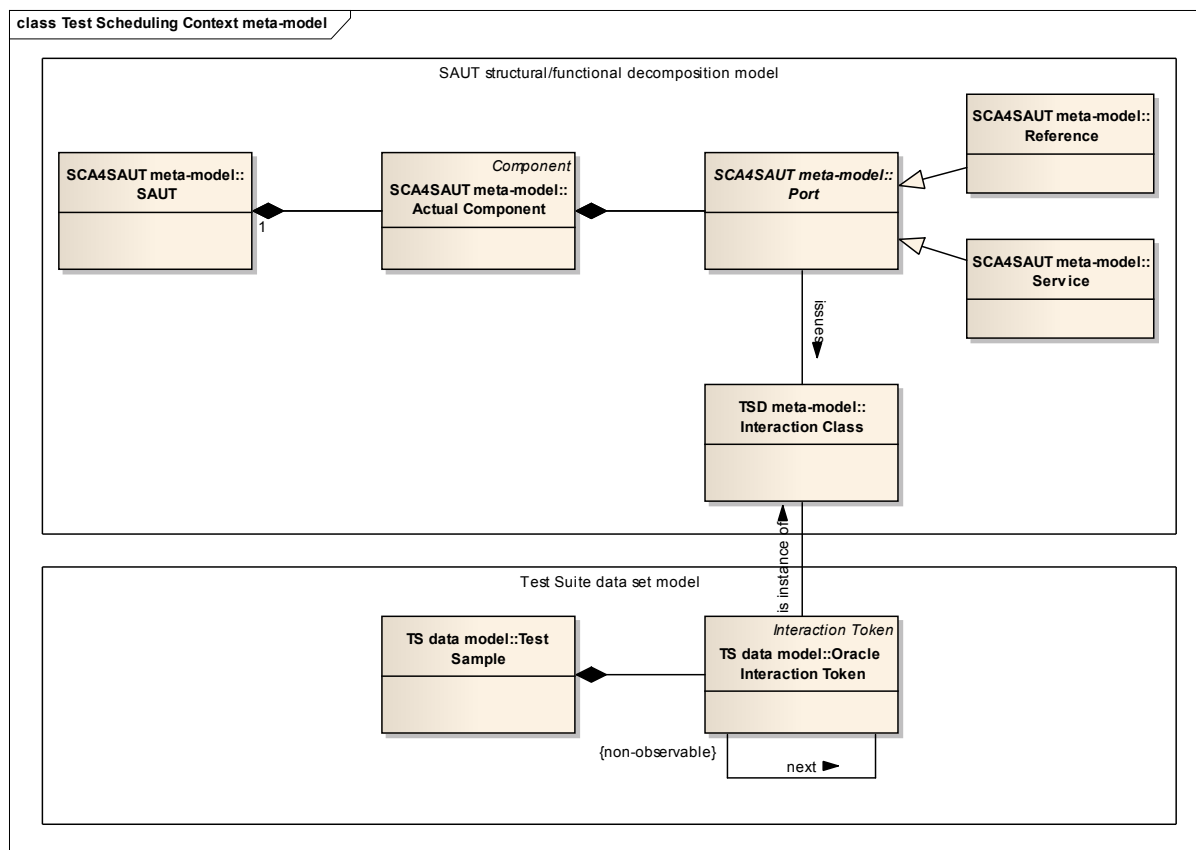 class Test Scheduling Context meta-model
SAUT structural/functional decomposition model
SCA4SAUT meta-model::
SAUT
1
Component
SCA4SAUT meta-model::
Actual Component
SCA4SAUT meta-model::
Port
SCA4SAUT meta-model::
Reference
SCA4SAUT meta-model::
Service
issues
TSD meta-model::
Interaction Class
is instance of
Test Suite data set model
TS data model::Test
Sample
Interaction Token
TS data model::Oracle
Interaction Token
{non-observable}
next